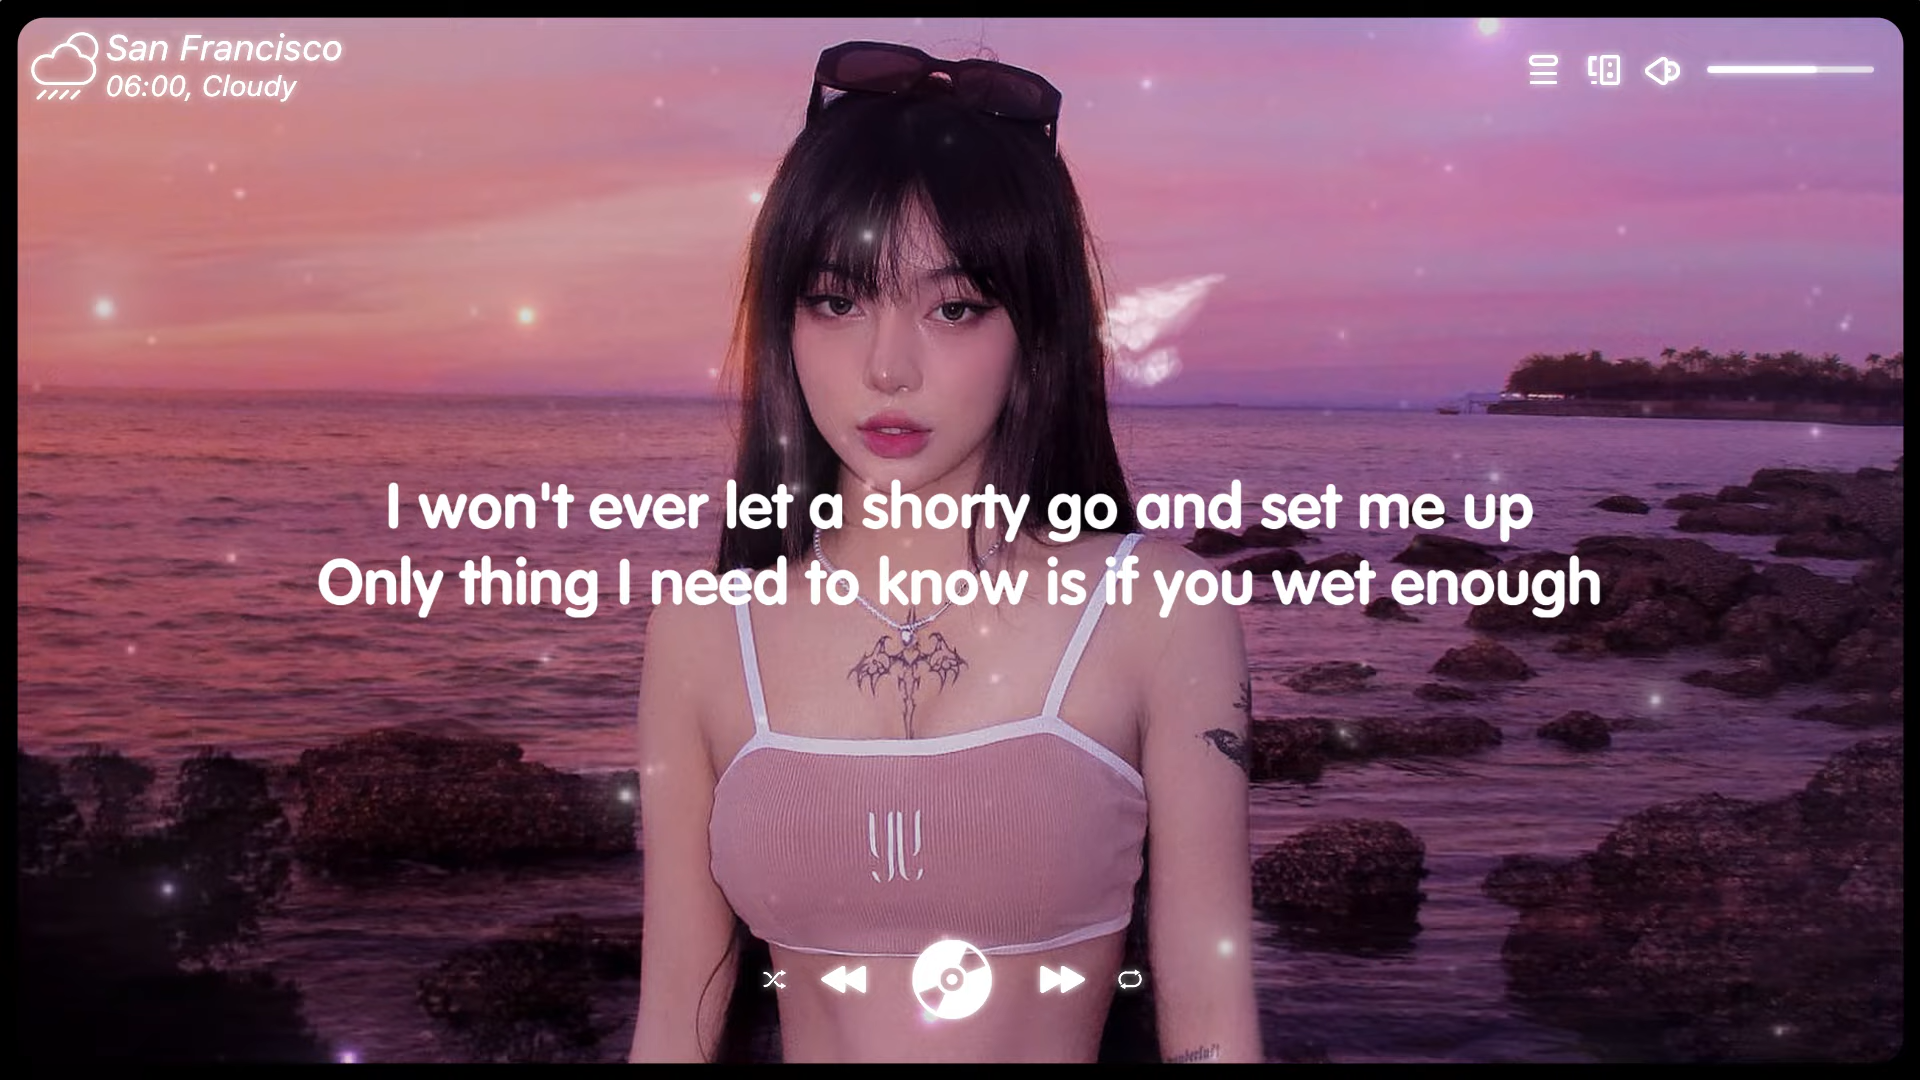 San Francisco
06:00, Cloudy
I won't ever let a shorty go and set me up
Only thing I need to know is if you wet enough